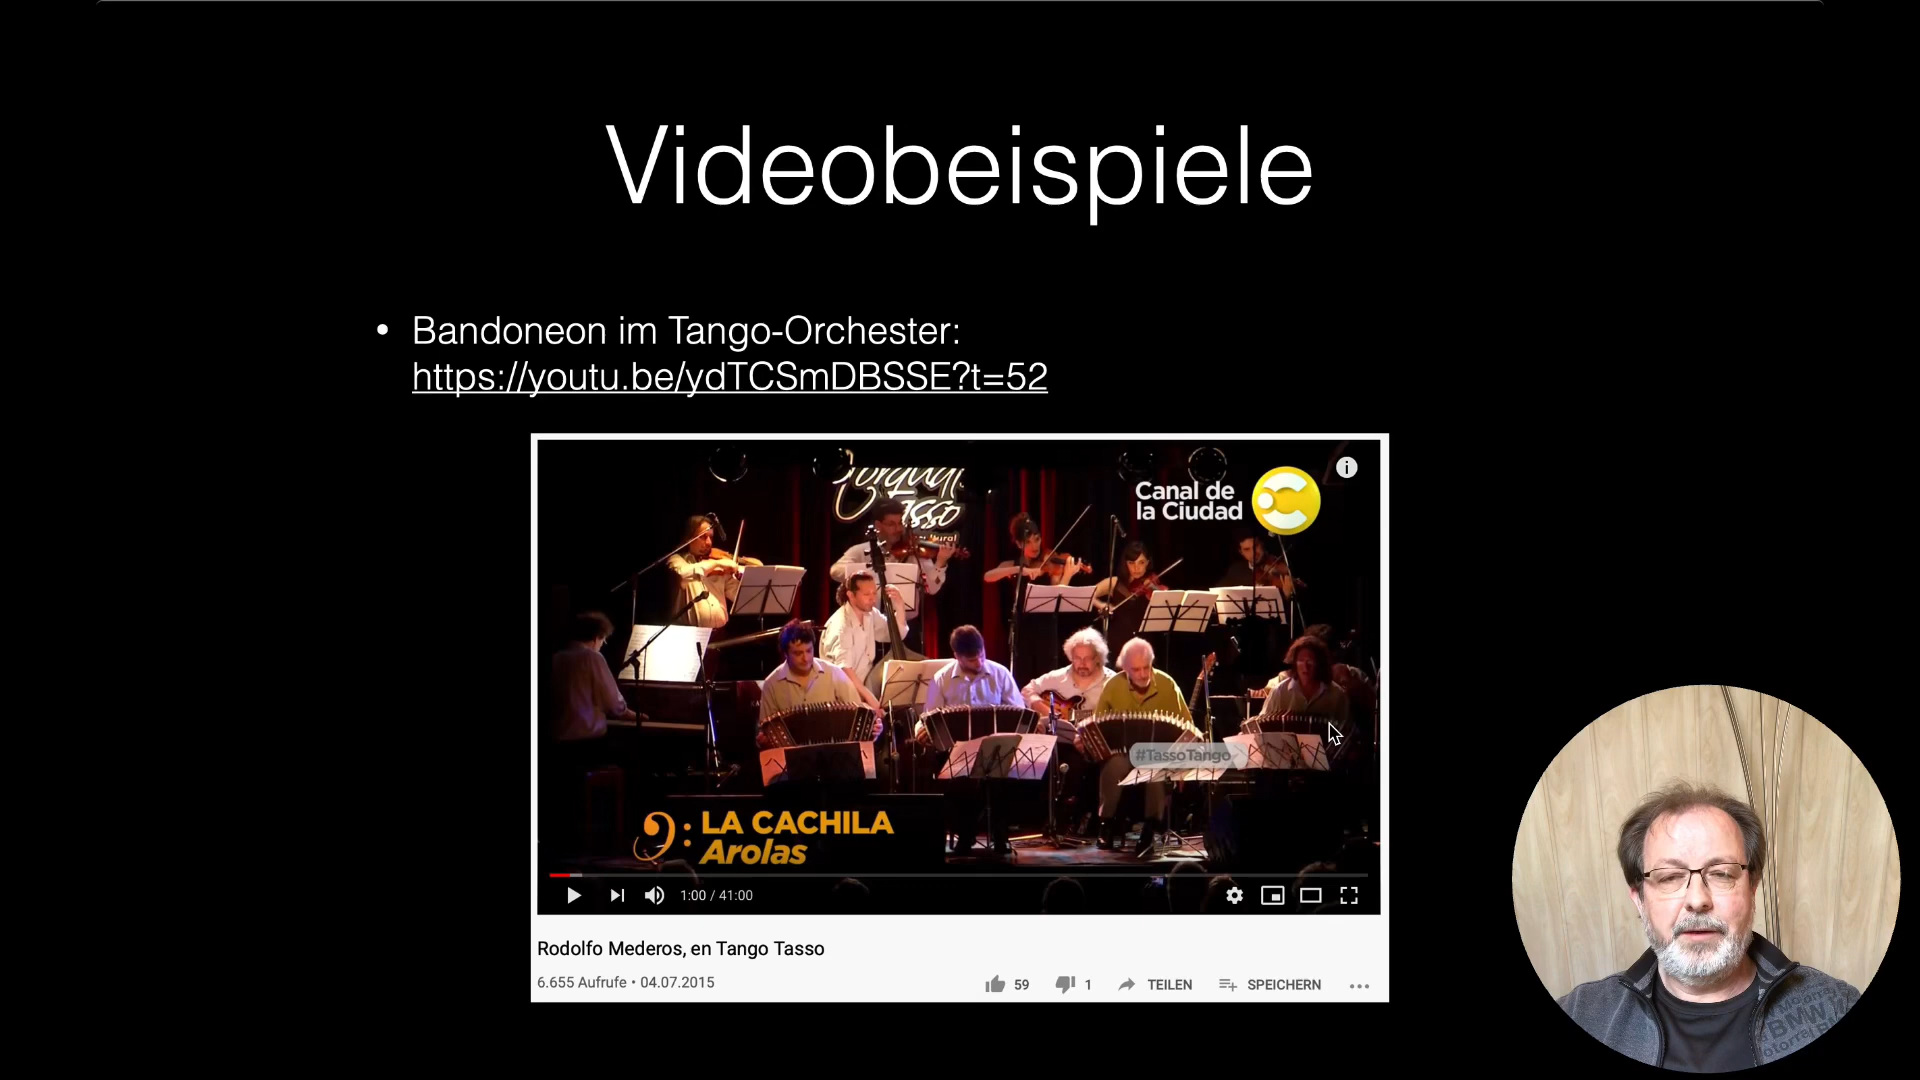 Videobeispiele
• Bandoneon im Tango-Orchester:
https://youtu.be/ydTCSmDBSSE?t=52
Canal de
la Ciudad
#TassoTango
LA CACHILA
Arolas
1:00 / 41:00
Rodolfo Mederos, en Tango Tasso
6.655 Aufrufe • 04.07.2015
59
1
TEILEN
SPEICHERN
BMW